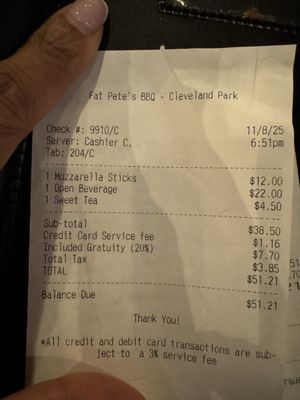 Fat Pete's BBQ - Cleveland Park
Check #: 9910/C 11/8/25
Server: Cashier C. 6:51pm
Tab: 204/C
1 Mozzarella Sticks $12.00
1 Open Beverage $22.00
1 Sweet Tea $4.50
Sub-total $38.50
Credit Card Service fee $1.16
Included Gratuity (20%) $7.70
Total Tax $3.85
TOTAL $51.21
Balance Due $51.21
Thank You!
*All credit and debit card transactions are sub-
ject to a 3% service fee